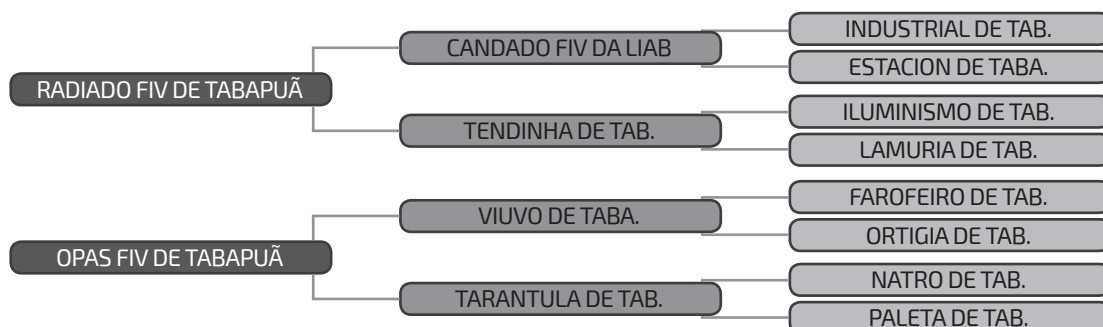 RADIADO FIV DE TABAPUÃ
CANDADO FIV DA LIAB
INDUSTRIAL DE TAB.
ESTACION DE TABA.
TENDINHA DE TAB.
ILUMINISMO DE TAB.
LAMURIA DE TAB.
OPAS FIV DE TABAPUÃ
VIUVO DE TABA.
FAROFEIRO DE TAB.
ORTIGIA DE TAB.
TARANTULA DE TAB.
NATRO DE TAB.
PALETA DE TAB.